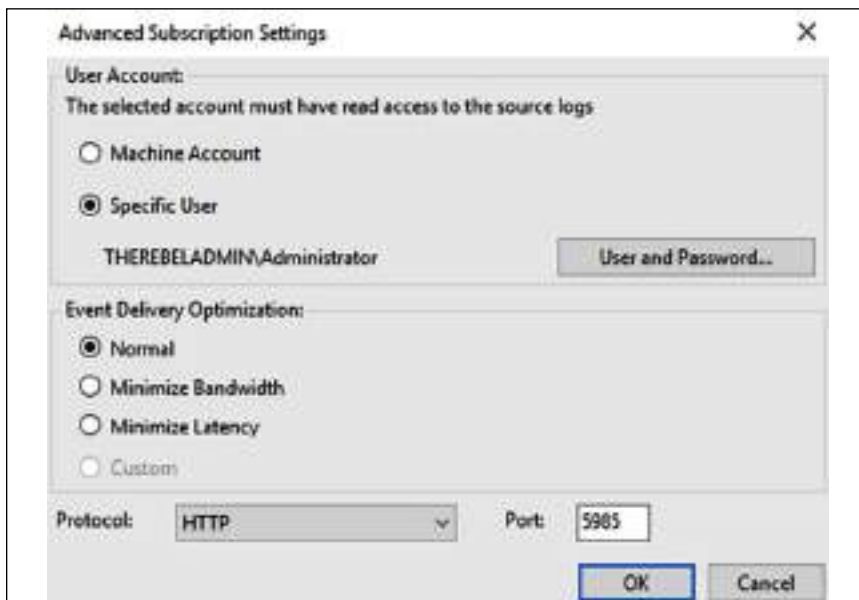 Advanced Subscription Settings
User Account:
The selected account must have read access to the source logs
Machine Account
Specific User
THEREBELADMIN\Administrator
User and Password...
Event Delivery Optimization:
Normal
Minimize Bandwidth
Minimize Latency
Custom
Protocol: HTTP Port: 5985
OK Cancel